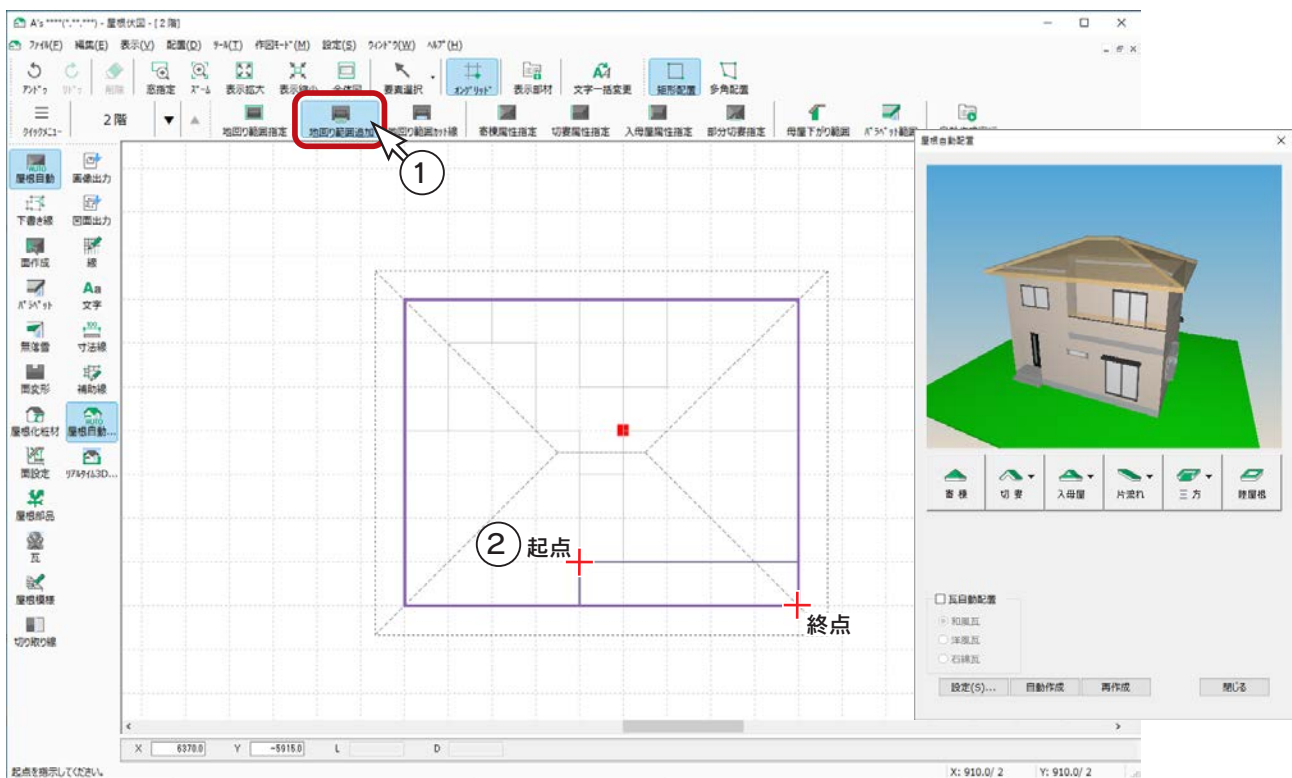 A's ****(*.**.***) - 屋根伏図 - [2 階]
ﾌｧｲﾙ(F) 編集(E) 表示(V) 配置(D) ﾂｰﾙ(T) 作図ﾓｰﾄﾞ(M) 設定(S) ｳｨﾝﾄﾞｳ(W) ﾍﾙﾌﾟ(H)
ｱﾝﾄﾞｩ ﾘﾄﾞｩ 削除 窓指定 ｽﾞｰﾑ 表示拡大 表示縮小 全体図 要素選択 ｵﾝｸﾞﾘｯﾄﾞ 表示部材 文字一括変更 矩形配置 多角配置
ｸｲｯｸﾒﾆｭｰ 2階 ▼ ▲ 地回り範囲指定 地回り範囲追加 地回り範囲ｶｯﾄ線 寄棟属性指定 切妻属性指定 入母屋属性指定 部分切妻指定 母屋下がり範囲 ﾊﾟﾗﾍﾟｯﾄ範囲
①
屋根自動 画像出力
下書き線 図面出力
面作成 線
ﾊﾟﾗﾍﾟｯﾄ 文字
無落雪 寸法線
面変形 補助線
屋根化粧材 屋根自動...
面設定 ﾘｱﾙﾀｲﾑ3D...
屋根部品
瓦
屋根模様
切り取り線
② 起点
終点
屋根自動配置
寄 棟 切 妻 入母屋 片流れ 三 方 陸屋根
瓦自動配置
和風瓦
洋風瓦
石綿瓦
設定(S)... 自動作成 再作成 閉じる
X 6370.0 Y -5915.0 L D
起点を指示してください。 X: 910.0/ 2 Y: 910.0/ 2